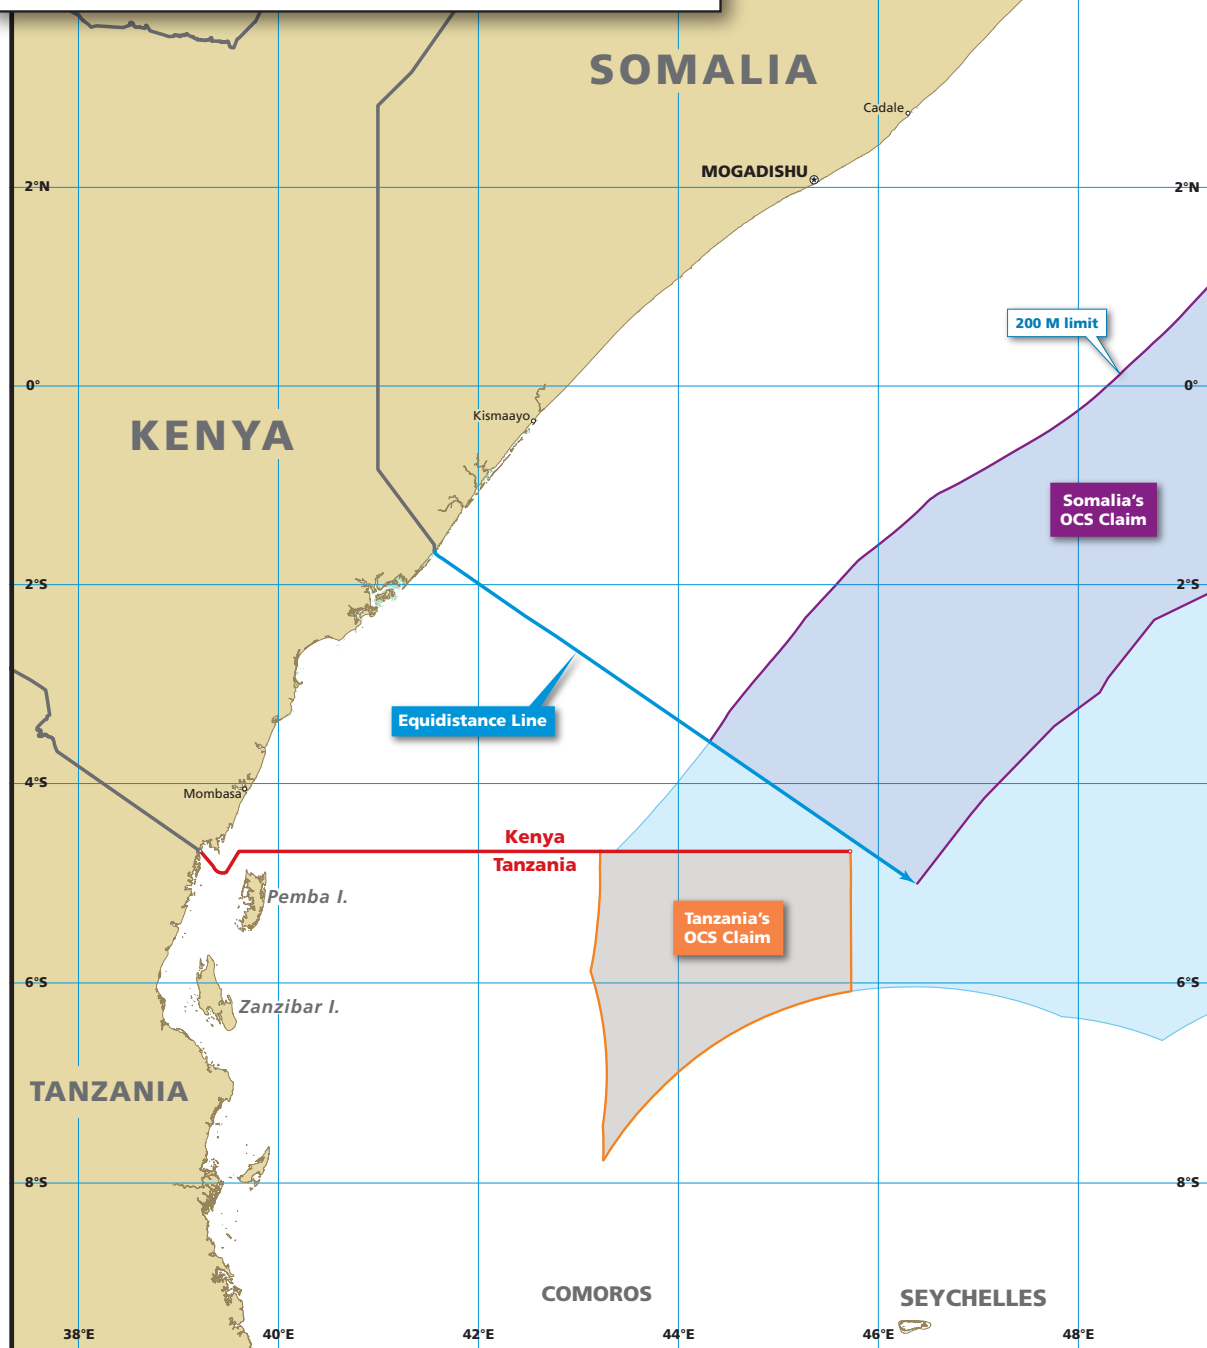 SOMALIA
Cadale
MOGADISHU
2°N
2°N
200 M limit
0°
0°
Kismaayo
KENYA
Somalia's
OCS Claim
2°S
2°S
Equidistance Line
4°S
4°S
Mombasa
Kenya
Tanzania
Pemba I.
Tanzania's
OCS Claim
6°S
6°S
Zanzibar I.
TANZANIA
8°S
8°S
COMOROS
SEYCHELLES
38°E
40°E
42°E
44°E
46°E
48°E